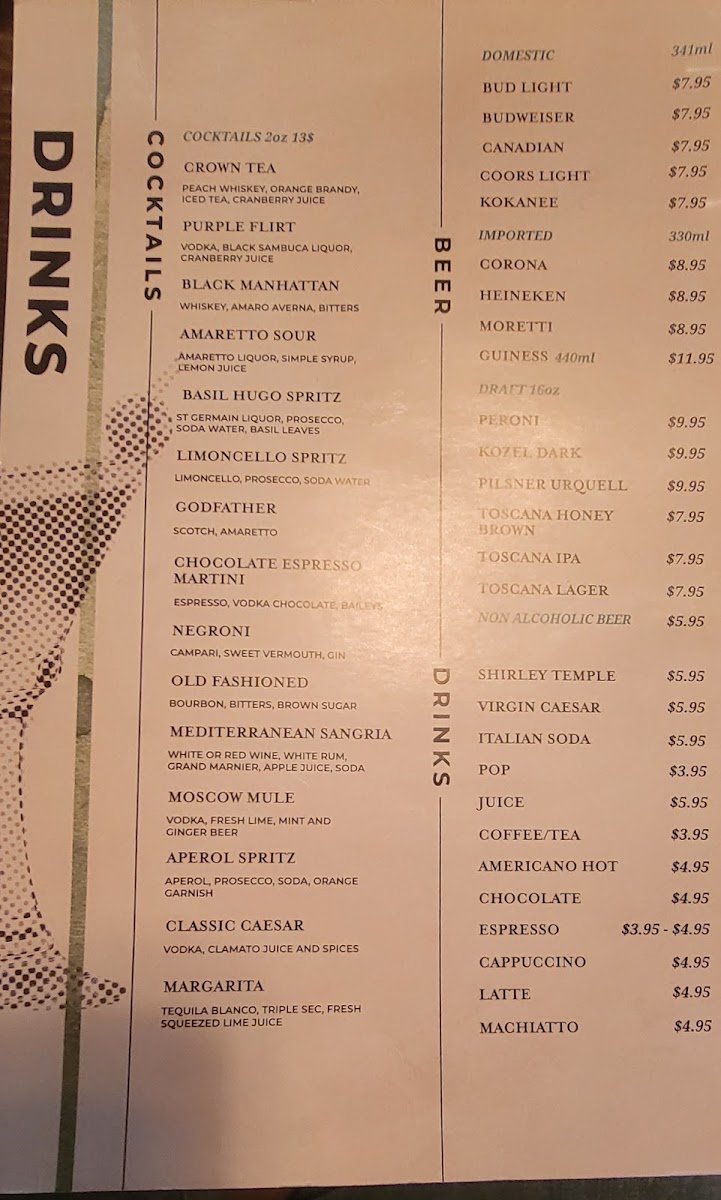 DRINKS
COCKTAILS
COCKTAILS 2oz 13$
CROWN TEA
PEACH WHISKEY, ORANGE BRANDY,
ICED TEA, CRANBERRY JUICE
PURPLE FLIRT
VODKA, BLACK SAMBUCA LIQUOR,
CRANBERRY JUICE
BLACK MANHATTAN
WHISKEY, AMARO AVERNA, BITTERS
AMARETTO SOUR
AMARETTO LIQUOR, SIMPLE SYRUP,
LEMON JUICE
BASIL HUGO SPRITZ
ST GERMAIN LIQUOR, PROSECCO,
SODA WATER, BASIL LEAVES
LIMONCELLO SPRITZ
LIMONCELLO, PROSECCO, SODA WATER
GODFATHER
SCOTCH, AMARETTO
CHOCOLATE ESPRESSO
MARTINI
ESPRESSO, VODKA CHOCOLATE, BAILEYS
NEGRONI
CAMPARI, SWEET VERMOUTH, GIN
OLD FASHIONED
BOURBON, BITTERS, BROWN SUGAR
MEDITERRANEAN SANGRIA
WHITE OR RED WINE, WHITE RUM,
GRAND MARNIER, APPLE JUICE, SODA
MOSCOW MULE
VODKA, FRESH LIME, MINT AND
GINGER BEER
APEROL SPRITZ
APEROL, PROSECCO, SODA, ORANGE
GARNISH
CLASSIC CAESAR
VODKA, CLAMATO JUICE AND SPICES
MARGARITA
TEQUILA BLANCO, TRIPLE SEC, FRESH
SQUEEZED LIME JUICE
BEER
DOMESTIC 341ml
BUD LIGHT $7.95
BUDWEISER $7.95
CANADIAN $7.95
COORS LIGHT $7.95
KOKANEE $7.95
IMPORTED 330ml
CORONA $8.95
HEINEKEN $8.95
MORETTI $8.95
GUINESS 440ml $11.95
DRAFT 16oz
PERONI $9.95
KOZEL DARK $9.95
PILSNER URQUELL $9.95
TOSCANA HONEY $7.95
BROWN
TOSCANA IPA $7.95
TOSCANA LAGER $7.95
NON ALCOHOLIC BEER $5.95
DRINKS
SHIRLEY TEMPLE $5.95
VIRGIN CAESAR $5.95
ITALIAN SODA $5.95
POP $3.95
JUICE $5.95
COFFEE/TEA $3.95
AMERICANO HOT $4.95
CHOCOLATE $4.95
ESPRESSO $3.95 - $4.95
CAPPUCCINO $4.95
LATTE $4.95
MACHIATTO $4.95